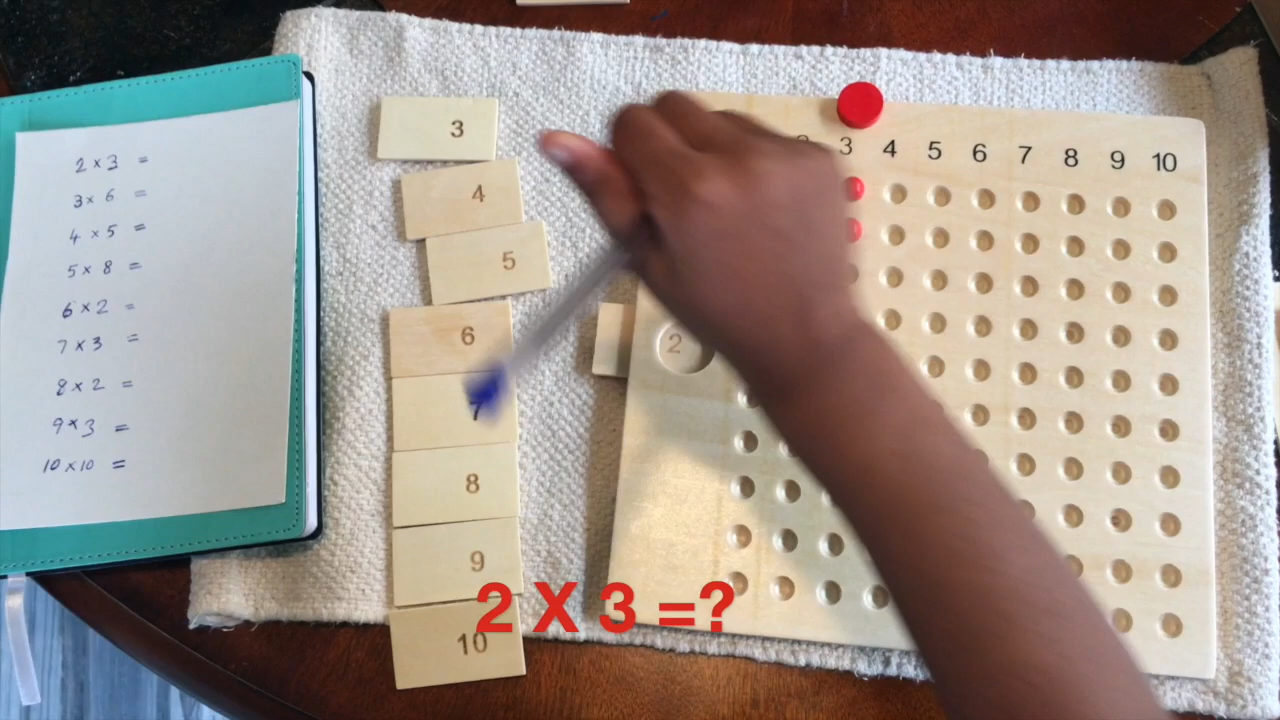 2 x 3 =
3 x 6 =
4 x 5 =
5 x 8 =
6 x 2 =
7 x 3 =
8 x 2 =
9 x 3 =
10 x 10 =
3
4
5
6
7
8
9
10
3 4 5 6 7 8 9 10
2
2 X 3 =?